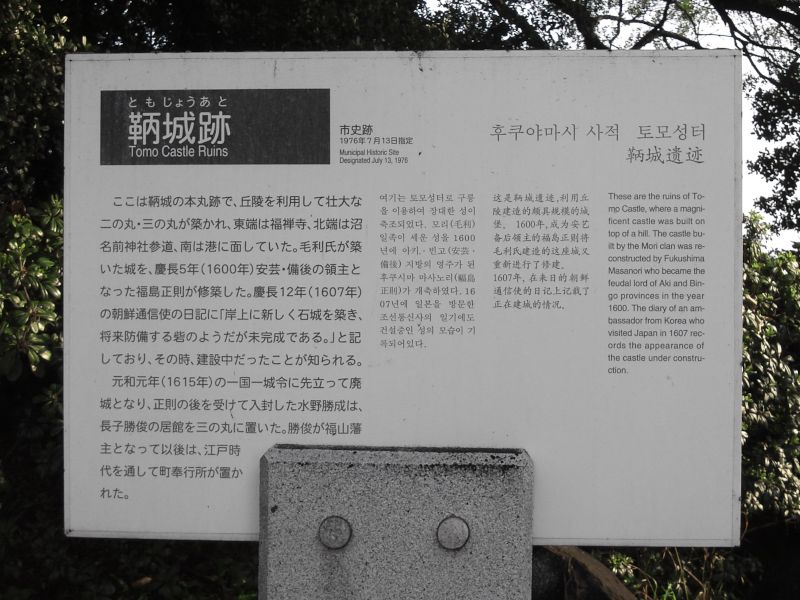 ともじょうあと
鞆城跡
Tomo Castle Ruins
市史跡
1976年7月13日指定
Municipal Historic Site
Designated July 13, 1976
후쿠야마시 사적 토모성터
鞆城遗迹
ここは鞆城の本丸跡で、丘陵を利用して壮大な
二の丸・三の丸が築かれ、東端は福禅寺、北端は沼
名前神社参道、南は港に面していた。毛利氏が築
いた城を、慶長5年(1600年)安芸・備後の領主と
なった福島正則が修築した。慶長12年(1607年)
の朝鮮通信使の日記に「岸上に新しく石城を築き、
将来防備する砦のようだが未完成である。」と記
しており、その時、建設中だったことが知られる。
元和元年(1615年)の一国一城令に先立って廃
城となり、正則の後を受けて入封した水野勝成は、
長子勝俊の居館を三の丸に置いた。勝俊が福山藩
主となって以後は、江戸時
代を通して町奉行所が置か
れた。
여기는 토모성터로 구릉
을 이용하여 장대한 성이
축조되었다. 모리(毛利)
일족이 세운 성을 1600
년에 아키·빈고(安芸·
備後) 지방의 영주가 된
후쿠시마 마사노리(福島
正則)가 개축하였다. 16
07년에 일본을 방문한
조선통신사의 일기에도
건설중인 성의 모습이 기
록되어있다.
这是鞆城遗迹,利用丘
陵建造的颇具规模的城
堡。 1600年,成为安艺
备后领主的福岛正则将
毛利氏建造的这座城又
重新进行了修建。
1607年,在来日的朝鲜
通信使的日记上记载了
正在建城的情况。
These are the ruins of To-
mo Castle, where a magni-
ficent castle was built on
top of a hill. The castle bu-
ilt by the Mori clan was re-
constructed by Fukushima
Masanori who became the
feudal lord of Aki and Bin-
go provinces in the year
1600. The diary of an am-
bassador from Korea who
visited Japan in 1607 rec-
ords the appearance of
the castle under constru-
ction.